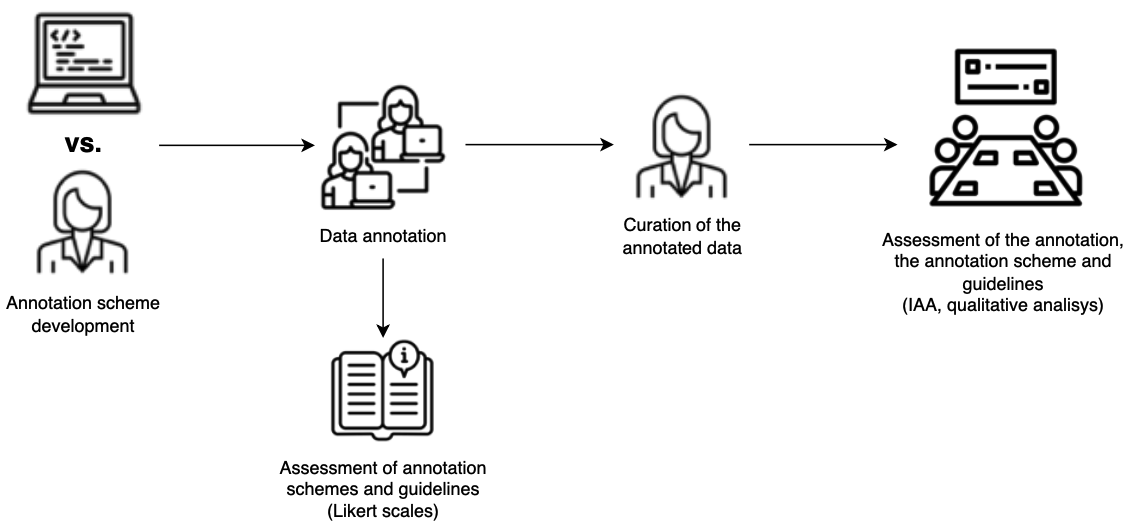 </>
vs.
Annotation scheme
development
Data annotation
Assessment of annotation
schemes and guidelines
(Likert scales)
Curation of the
annotated data
Assessment of the annotation,
the annotation scheme and
guidelines
(IAA, qualitative analisys)
i